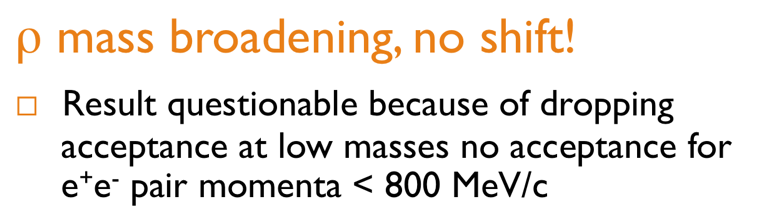 ρ mass broadening, no shift!
Result questionable because of dropping
acceptance at low masses no acceptance for
e⁺e⁻ pair momenta < 800 MeV/c